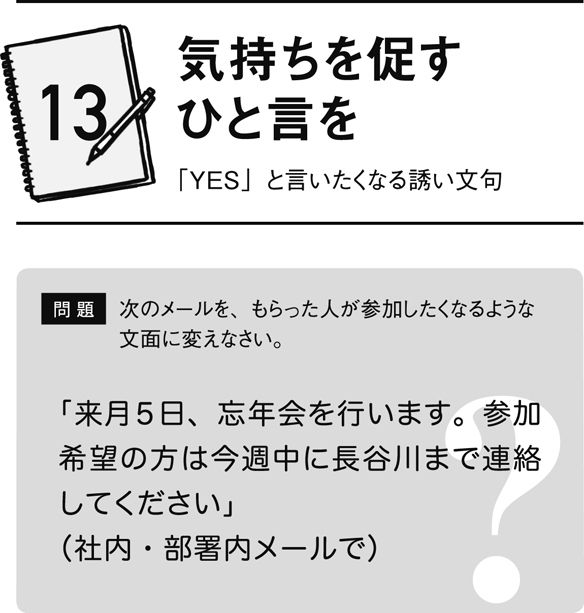 13
気持ちを促す
ひと言を
「YES」と言いたくなる誘い文句
問題 次のメールを、もらった人が参加したくなるような
文面に変えなさい。
「来月5日、忘年会を行います。参加
希望の方は今週中に長谷川まで連絡
してください」
（社内・部署内メールで）
?